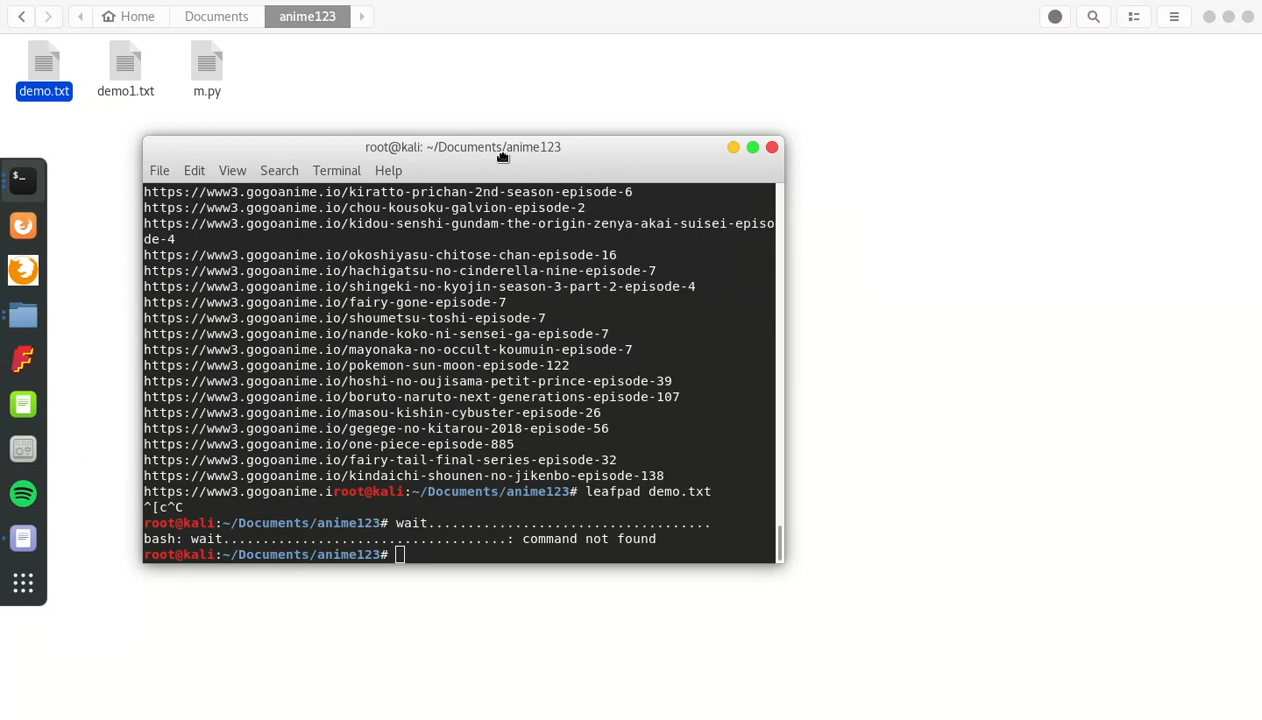 Home Documents anime123
demo.txt demo1.txt m.py
root@kali: ~/Documents/anime123
File Edit View Search Terminal Help
https://www3.gogoanime.io/kiratto-prichan-2nd-season-episode-6
https://www3.gogoanime.io/chou-kousoku-galvion-episode-2
https://www3.gogoanime.io/kidou-senshi-gundam-the-origin-zenya-akai-suisei-episo
de-4
https://www3.gogoanime.io/okoshiyasu-chitose-chan-episode-16
https://www3.gogoanime.io/hachigatsu-no-cinderella-nine-episode-7
https://www3.gogoanime.io/shingeki-no-kyojin-season-3-part-2-episode-4
https://www3.gogoanime.io/fairy-gone-episode-7
https://www3.gogoanime.io/shoumetsu-toshi-episode-7
https://www3.gogoanime.io/nande-koko-ni-sensei-ga-episode-7
https://www3.gogoanime.io/mayonaka-no-occult-koumuin-episode-7
https://www3.gogoanime.io/pokemon-sun-moon-episode-122
https://www3.gogoanime.io/hoshi-no-oujisama-petit-prince-episode-39
https://www3.gogoanime.io/boruto-naruto-next-generations-episode-107
https://www3.gogoanime.io/masou-kishin-cybuster-episode-26
https://www3.gogoanime.io/gegege-no-kitarou-2018-episode-56
https://www3.gogoanime.io/one-piece-episode-885
https://www3.gogoanime.io/fairy-tail-final-series-episode-32
https://www3.gogoanime.io/kindaichi-shounen-no-jikenbo-episode-138
https://www3.gogoanime.iroot@kali:~/Documents/anime123# leafpad demo.txt
^[c^C
root@kali:~/Documents/anime123# wait....................................
bash: wait....................................: command not found
root@kali:~/Documents/anime123#